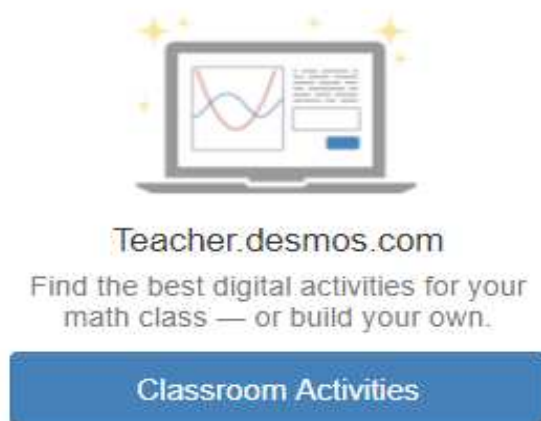 Teacher.desmos.com
Find the best digital activities for your
math class — or build your own.
Classroom Activities